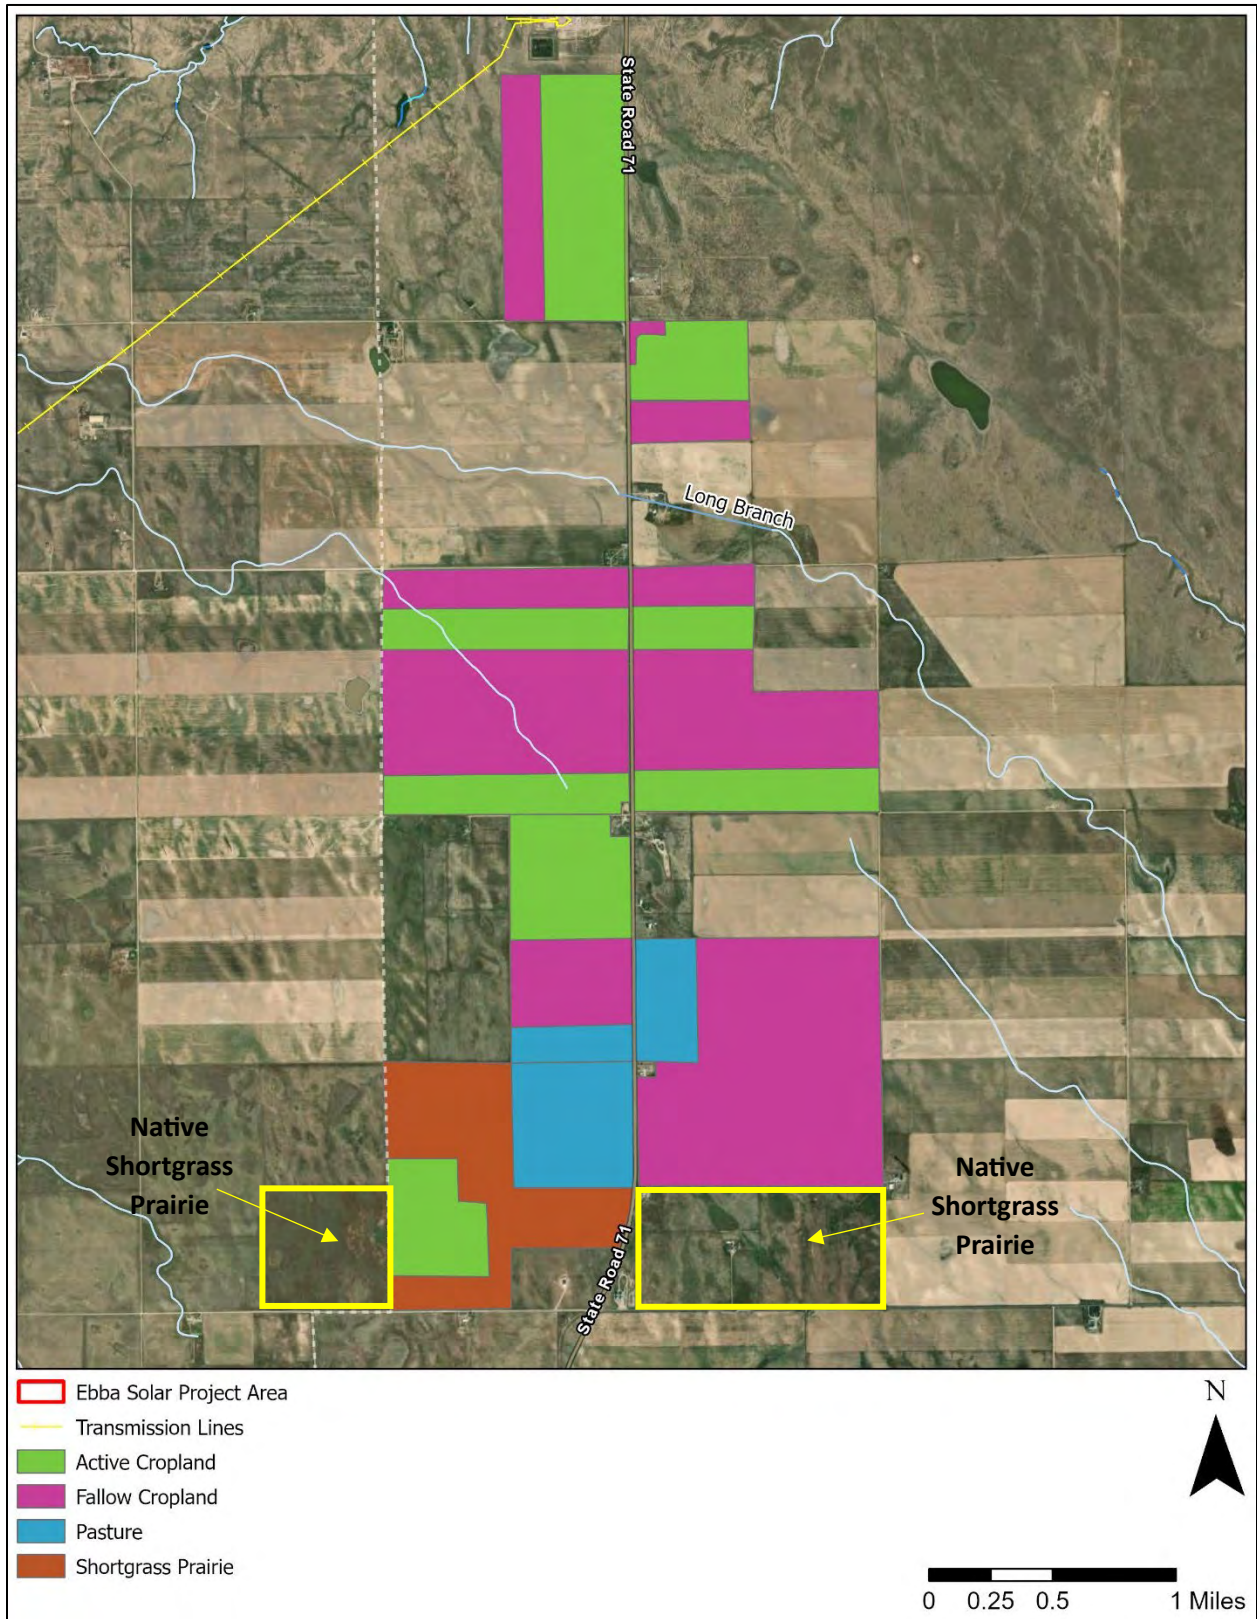 State Road 71
Long Branch
Native
Shortgrass
Prairie
Native
Shortgrass
Prairie
State Road 71
Ebba Solar Project Area
Transmission Lines
Active Cropland
Fallow Cropland
Pasture
Shortgrass Prairie
N
0 0.25 0.5 1 Miles